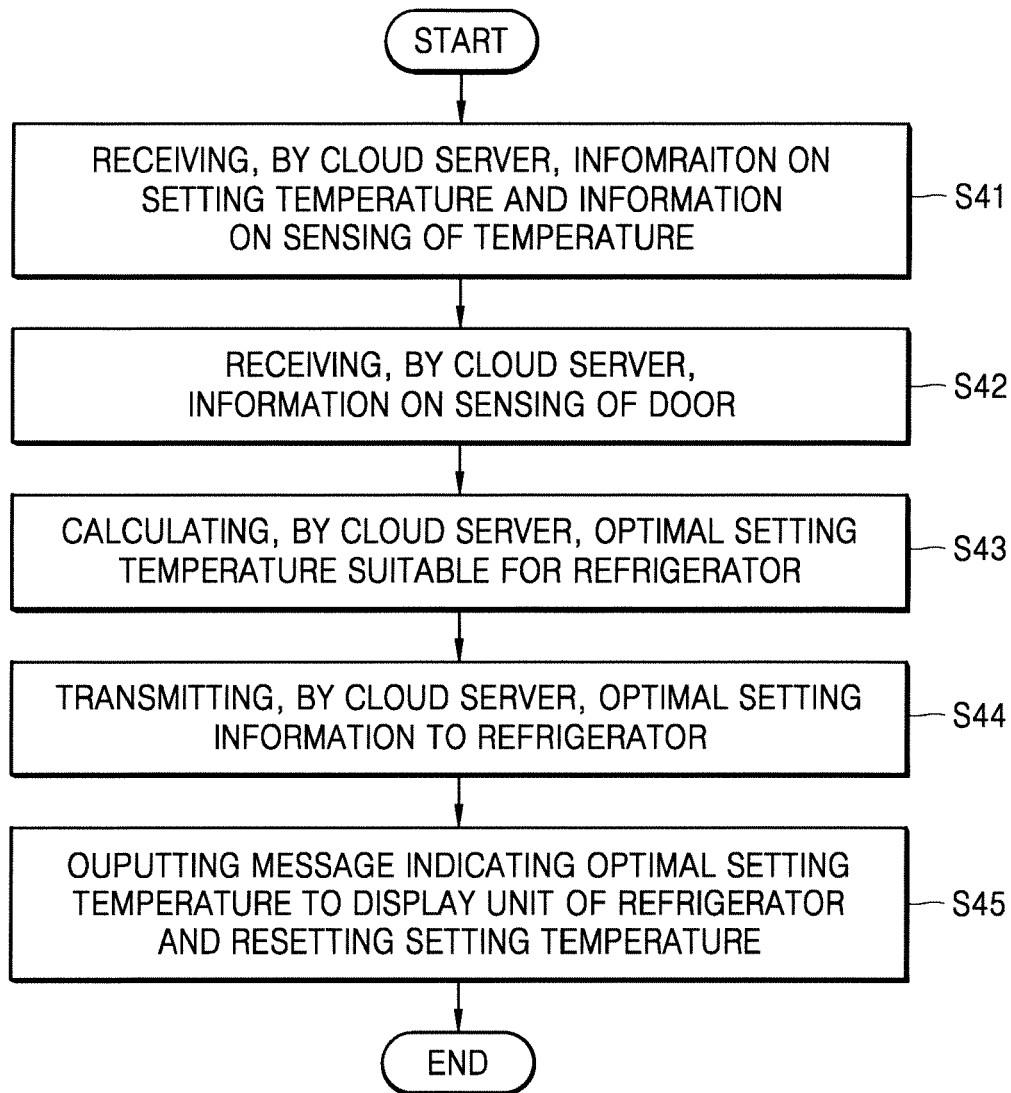 START
RECEIVING, BY CLOUD SERVER, INFOMRAITON ON
SETTING TEMPERATURE AND INFORMATION
ON SENSING OF TEMPERATURE
S41
RECEIVING, BY CLOUD SERVER,
INFORMATION ON SENSING OF DOOR
S42
CALCULATING, BY CLOUD SERVER, OPTIMAL SETTING
TEMPERATURE SUITABLE FOR REFRIGERATOR
S43
TRANSMITTING, BY CLOUD SERVER, OPTIMAL SETTING
INFORMATION TO REFRIGERATOR
S44
OUPUTTING MESSAGE INDICATING OPTIMAL SETTING
TEMPERATURE TO DISPLAY UNIT OF REFRIGERATOR
AND RESETTING SETTING TEMPERATURE
S45
END